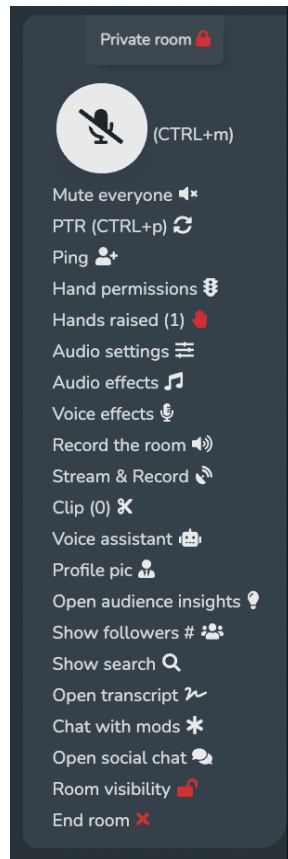 Private room
(CTRL+m)
Mute everyone
PTR (CTRL+p)
Ping
Hand permissions
Hands raised (1)
Audio settings
Audio effects
Voice effects
Record the room
Stream & Record
Clip (0)
Voice assistant
Profile pic
Open audience insights
Show followers #
Show search
Open transcript
Chat with mods
Open social chat
Room visibility
End room